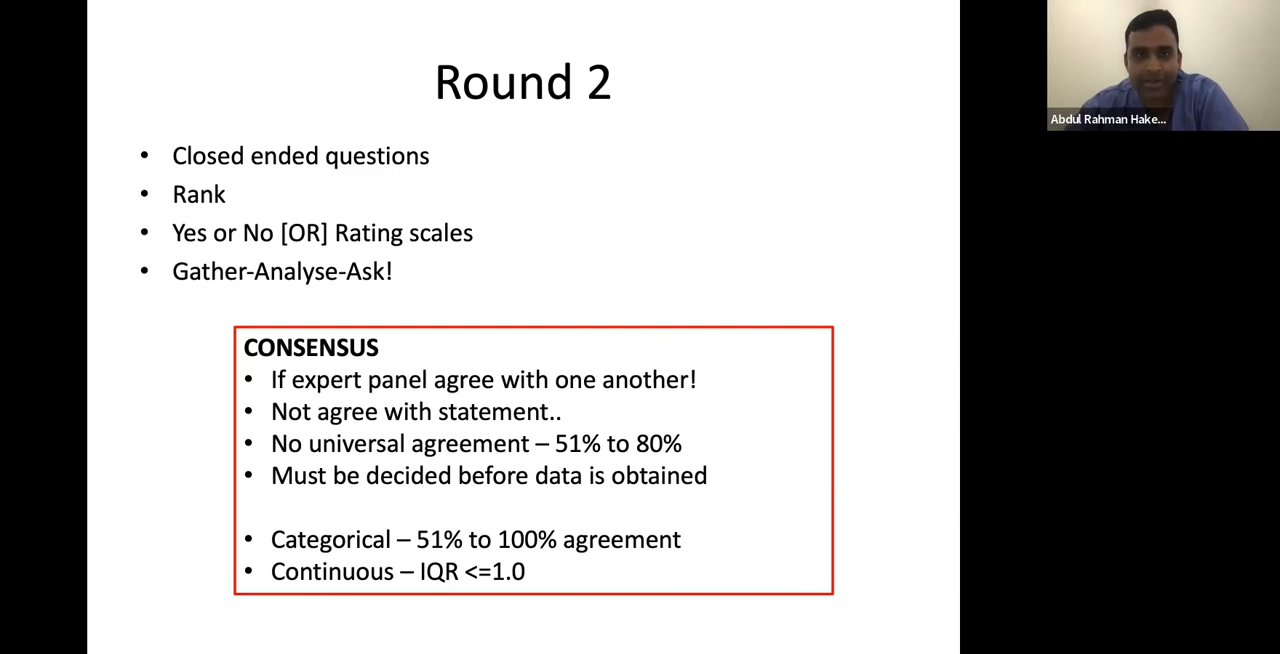 Round 2
• Closed ended questions
• Rank
• Yes or No [OR] Rating scales
• Gather-Analyse-Ask!
CONSENSUS
• If expert panel agree with one another!
• Not agree with statement..
• No universal agreement – 51% to 80%
• Must be decided before data is obtained
• Categorical – 51% to 100% agreement
• Continuous – IQR <=1.0
Abdul Rahman Hake...